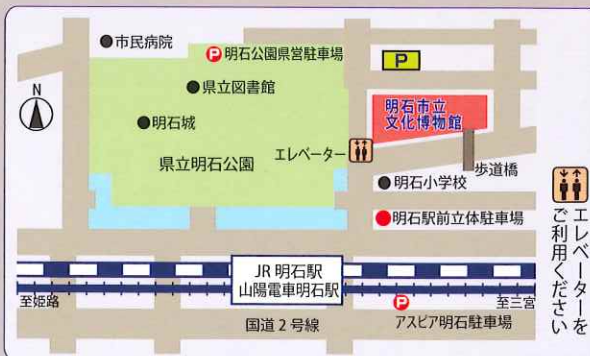 市民病院
P 明石公園県営駐車場
P
県立図書館
明石市立
文化博物館
N
明石城
エレベーター
県立明石公園
歩道橋
明石小学校
明石駅前立体駐車場
エレベーターを
ご利用ください
JR 明石駅
山陽電車明石駅
至姫路
P
至三宮
国道2号線
アスピア明石駐車場